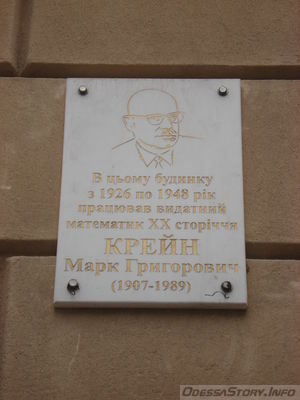 В цьому будинку
з 1926 по 1948 рік
працював видатний
математик XX сторіччя
КРЕЙН
Марк Григорович
(1907-1989)
OdessaStory.Info